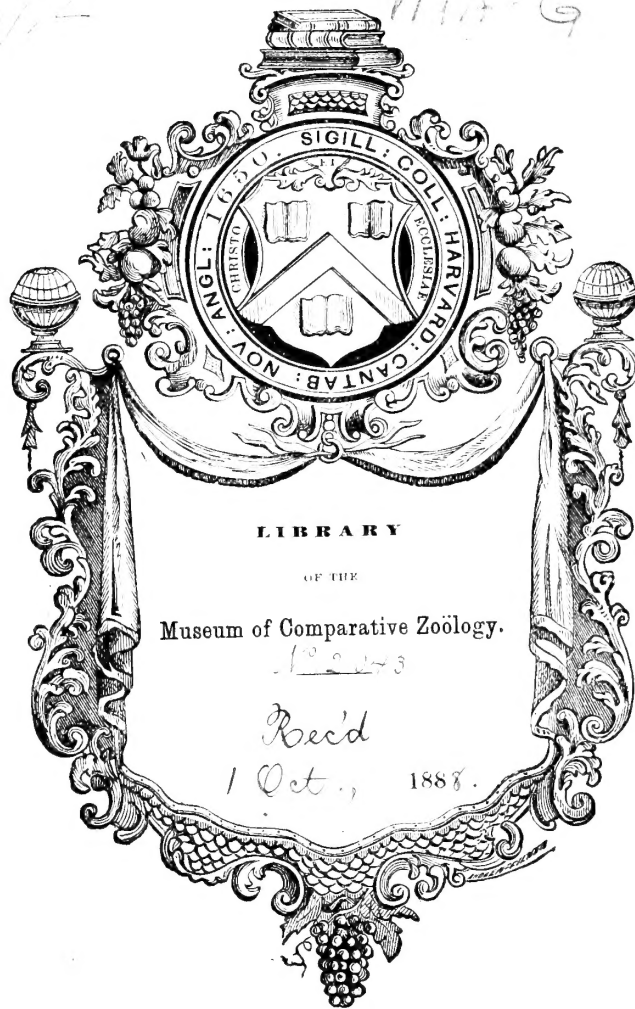 SIGILL: COLL: HARVARD: CANTAB: NOV: ANGL: 1650.
CHRISTO
ECCLESIAE
LIBRARY
OF THE
Museum of Comparative Zoölogy.
Rec'd
1 Oct., 1888.